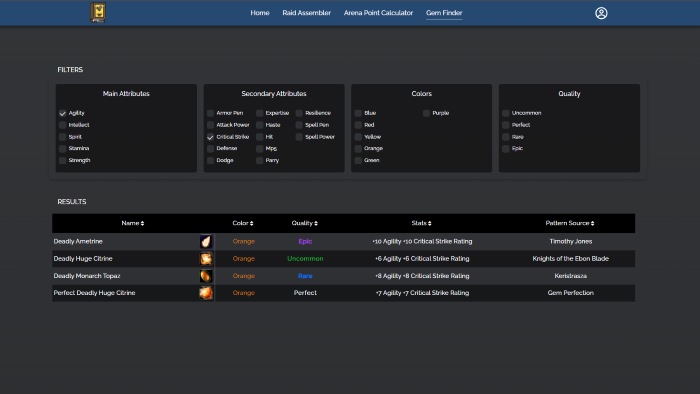 Home Raid Assembler Arena Point Calculator Gem Finder
FILTERS
Main Attributes
Agility
Intellect
Spirit
Stamina
Strength
Secondary Attributes
Armor Pen Expertise Resilience
Attack Power Haste Spell Pen
Critical Strike Hit Spell Power
Defense Mp5
Dodge Parry
Colors
Blue Purple
Red
Yellow
Orange
Green
Quality
Uncommon
Perfect
Rare
Epic
RESULTS
Name Color Quality Stats Pattern Source
Deadly Ametrine Orange Epic +10 Agility +10 Critical Strike Rating Timothy Jones
Deadly Huge Citrine Orange Uncommon +6 Agility +6 Critical Strike Rating Knights of the Ebon Blade
Deadly Monarch Topaz Orange Rare +8 Agility +8 Critical Strike Rating Keristrasza
Perfect Deadly Huge Citrine Orange Perfect +7 Agility +7 Critical Strike Rating Gem Perfection